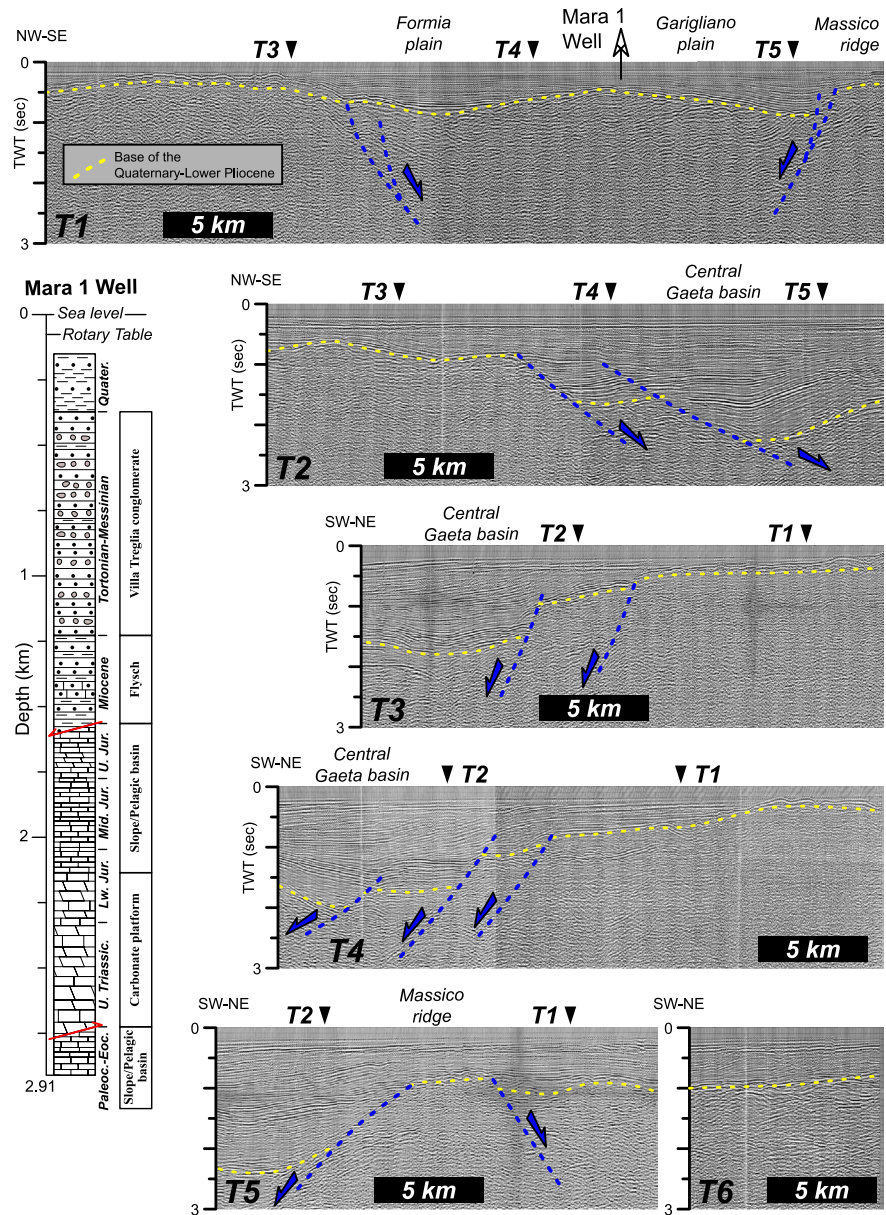 NW-SE
T3
Formia
plain
T4
Mara 1
Well
Garigliano
plain
T5
Massico
ridge
0
TWT (sec)
3
Base of the
Quaternary-Lower Pliocene
T1
5 km
Mara 1 Well
Sea level
0
Rotary Table
Depth (km)
1
2
2.91
Quater.
Tortonian-Messinian
Miocene
U. Jur.
Mid. Jur.
Lw. Jur.
U. Triassic.
Paleoc.-Eoc.
Villa Treglia conglomerate
Flysch
Slope/Pelagic basin
Carbonate platform
Slope/Pelagic
basin
NW-SE
T3
T4
Central
Gaeta basin
T5
0
TWT (sec)
3
T2
5 km
SW-NE
Central
Gaeta basin
T2
T1
0
TWT (sec)
3
T3
5 km
SW-NE
Central
Gaeta basin
T2
T1
0
TWT (sec)
3
T4
5 km
SW-NE
T2
Massico
ridge
T1
0
TWT (sec)
3
T5
5 km
SW-NE
0
TWT (sec)
3
T6
5 km